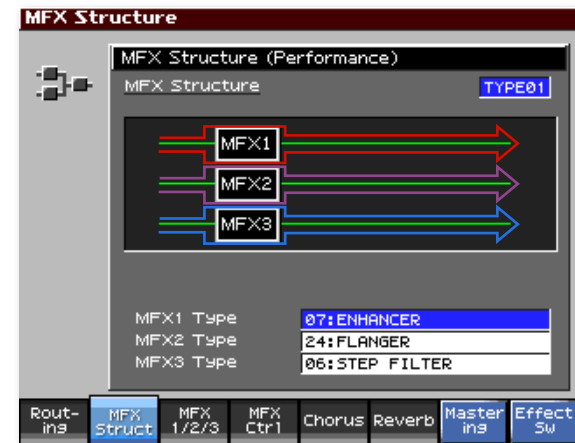 MFX Structure
MFX Structure (Performance)
MFX Structure TYPE01
MFX1
MFX2
MFX3
MFX1 Type 07:ENHANCER
MFX2 Type 24:FLANGER
MFX3 Type 06:STEP FILTER
Rout-
ing
MFX
Struct
MFX
1/2/3
MFX
Ctrl
Chorus
Reverb
Master
ing
Effect
Sw